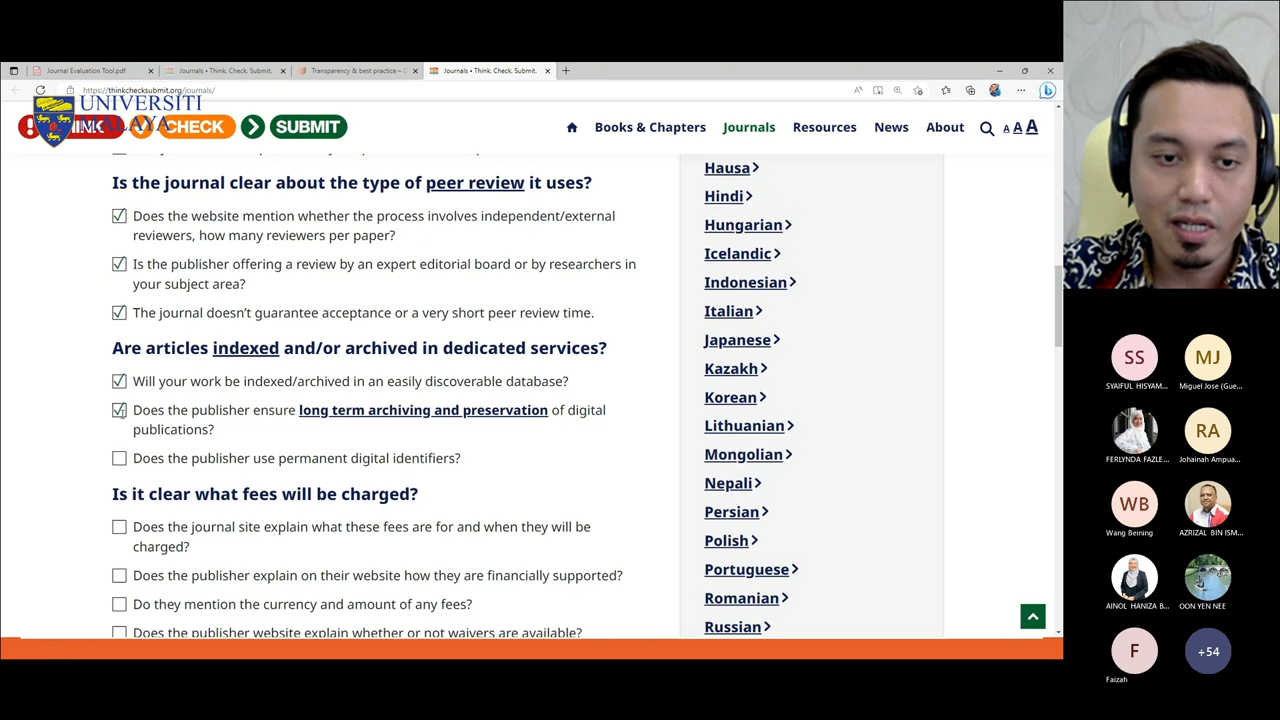 Journal Evaluation Tool.pdf
Journals • Think. Check. Submit.
Transparency & best practice –
Journals • Think. Check. Submit.
https://thinkchecksubmit.org/journals/
UNIVERSITI
MALAYA
CHECK
SUBMIT
Books & Chapters
Journals
Resources
News
About
A A A
Is the journal clear about the type of peer review it uses?
Does the website mention whether the process involves independent/external
reviewers, how many reviewers per paper?
Is the publisher offering a review by an expert editorial board or by researchers in
your subject area?
The journal doesn’t guarantee acceptance or a very short peer review time.
Are articles indexed and/or archived in dedicated services?
Will your work be indexed/archived in an easily discoverable database?
Does the publisher ensure long term archiving and preservation of digital
publications?
Does the publisher use permanent digital identifiers?
Is it clear what fees will be charged?
Does the journal site explain what these fees are for and when they will be
charged?
Does the publisher explain on their website how they are financially supported?
Do they mention the currency and amount of any fees?
Does the publisher website explain whether or not waivers are available?
Hausa
Hindi
Hungarian
Icelandic
Indonesian
Italian
Japanese
Kazakh
Korean
Lithuanian
Mongolian
Nepali
Persian
Polish
Portuguese
Romanian
Russian
SS
SYAIFUL HISYAM...
MJ
Miguel Jose (Gue...
FERLYNDA FAZLE...
RA
Johainah Ampua...
WB
Wang Beining
AZRIZAL BIN ISM...
AINOL HANIZA B...
OON YEN NEE
F
Faizah
+54